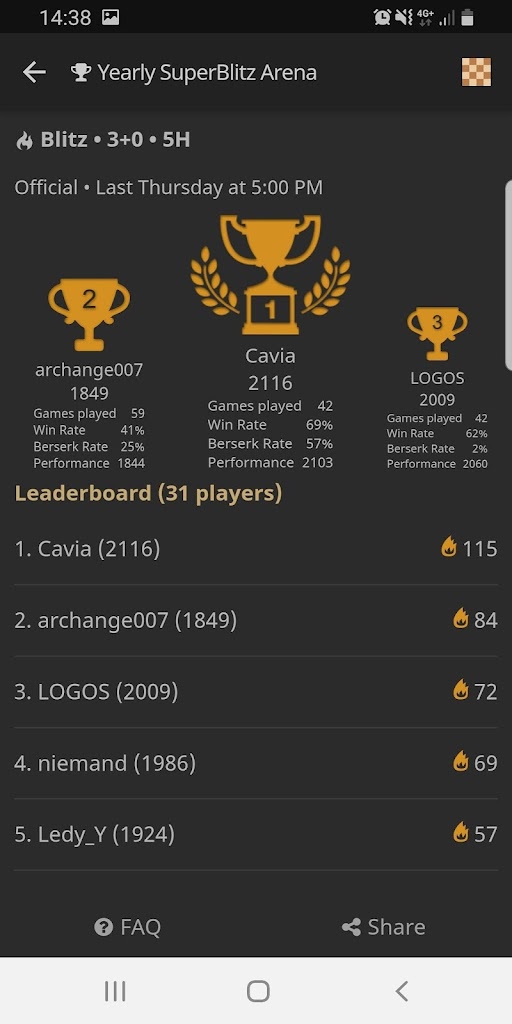 14:38
4G+
Yearly SuperBlitz Arena
Blitz • 3+0 • 5H
Official • Last Thursday at 5:00 PM
2
1
3
archange007
1849
Games played 59
Win Rate 41%
Berserk Rate 25%
Performance 1844
Cavia
2116
Games played 42
Win Rate 69%
Berserk Rate 57%
Performance 2103
LOGOS
2009
Games played 42
Win Rate 62%
Berserk Rate 2%
Performance 2060
Leaderboard (31 players)
1. Cavia (2116) 115
2. archange007 (1849) 84
3. LOGOS (2009) 72
4. niemand (1986) 69
5. Ledy_Y (1924) 57
FAQ Share